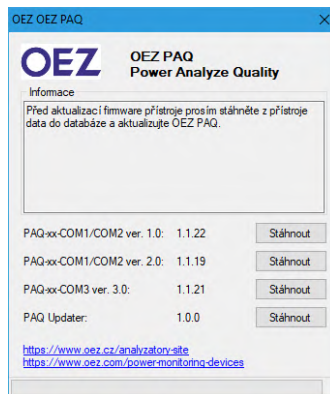 OEZ OEZ PAQ
OEZ
OEZ PAQ
Power Analyze Quality
Informace
Před aktualizací firmware přístroje prosím stáhněte z přístroje
data do databáze a aktualizujte OEZ PAQ.
PAQ-xx-COM1/COM2 ver. 1.0: 1.1.22 Stáhnout
PAQ-xx-COM1/COM2 ver. 2.0: 1.1.19 Stáhnout
PAQ-xx-COM3 ver. 3.0: 1.1.21 Stáhnout
PAQ Updater: 1.0.0 Stáhnout
https://www.oez.cz/analyzatory-site
https://www.oez.com/power-monitoring-devices